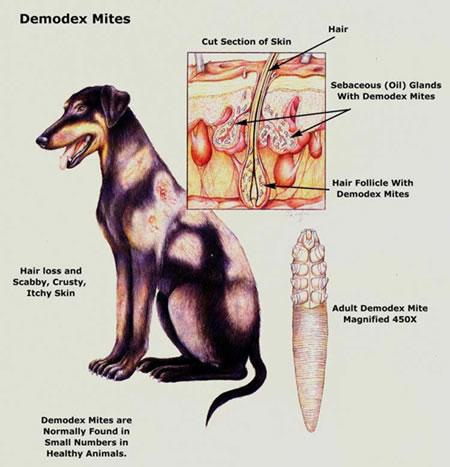 Demodex Mites
Cut Section of Skin
Hair
Sebaceous (Oil) Glands
With Demodex Mites
Hair Follicle With
Demodex Mites
Hair loss and
Scabby, Crusty,
Itchy Skin
Adult Demodex Mite
Magnified 450X
Demodex Mites are
Normally Found in
Small Numbers in
Healthy Animals.